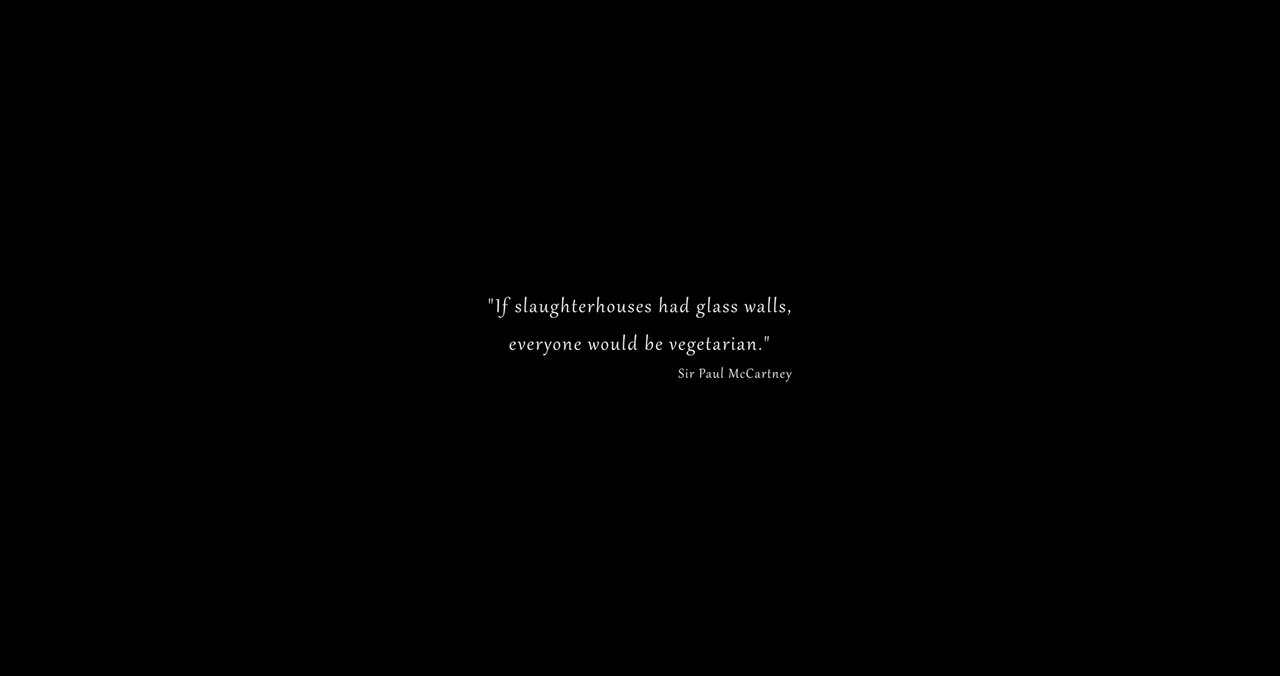 "If slaughterhouses had glass walls,
everyone would be vegetarian."
Sir Paul McCartney